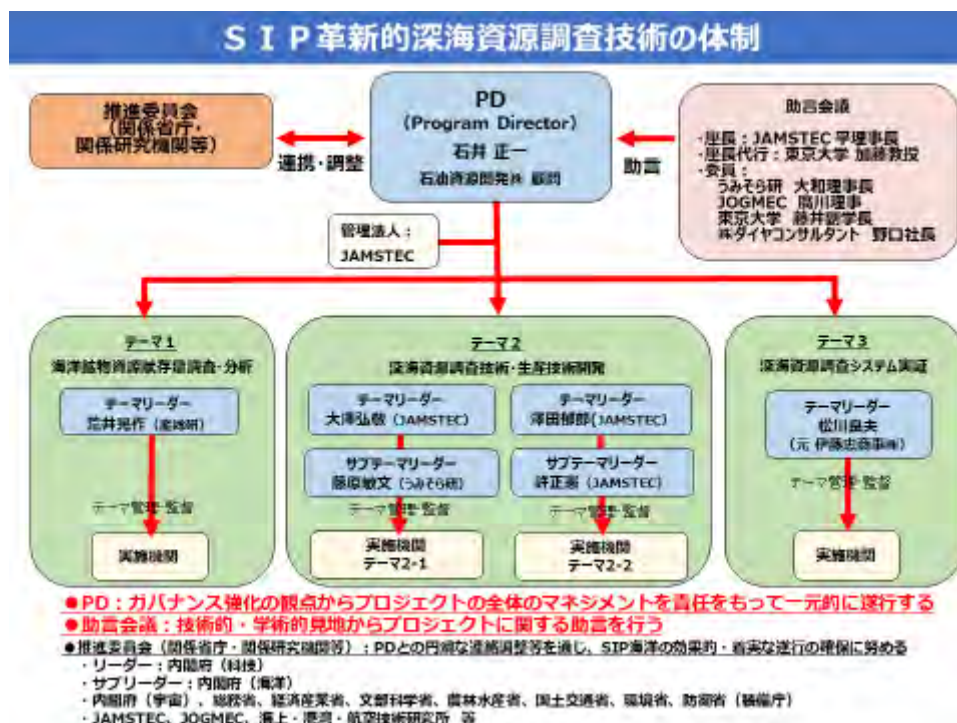 ＳＩＰ革新的深海資源調査技術の体制
推進委員会
（関係省庁・
関係研究機関等）
連携・調整
PD
（Program Director）
石井 正一
石油資源開発㈱ 顧問
助言
助言会議
・座長：JAMSTEC 平理事長
・座長代行：東京大学 加藤教授
・委員：
うみそら研 大和理事長
JOGMEC 廣川理事
東京大学 藤井副学長
㈱ダイヤコンサルタント 野口社長
管理法人：
JAMSTEC
テーマ１
海洋鉱物資源賦存量調査・分析
テーマリーダー
荒井晃作（産総研）
テーマ管理・監督
実施機関
テーマ２
深海資源調査技術・生産技術開発
テーマリーダー
大澤弘敬（JAMSTEC）
サブテーマリーダー
藤原敏文（うみそら研）
テーマ管理・監督
実施機関
テーマ2-1
テーマリーダー
澤田郁郎(JAMSTEC)
サブテーマリーダー
許正憲（JAMSTEC）
テーマ管理・監督
実施機関
テーマ2-2
テーマ３
深海資源調査システム実証
テーマリーダー
松川良夫
（元 伊藤忠商事㈱）
テーマ管理・監督
実施機関
●PD：ガバナンス強化の観点からプロジェクトの全体のマネジメントを責任をもって一元的に遂行する
●助言会議：技術的・学術的見地からプロジェクトに関する助言を行う
●推進委員会（関係省庁・関係研究機関等）：PDとの円滑な連絡調整等を通し、SIP海洋の効果的・着実な遂行の確保に努める
・リーダー：内閣府（科技）
・サブリーダー：内閣府（海洋）
・内閣府（宇宙）、総務省、経済産業省、文部科学省、農林水産省、国土交通省、環境省、防衛省（装備庁）
・JAMSTEC、JOGMEC、海上・港湾・航空技術研究所 等